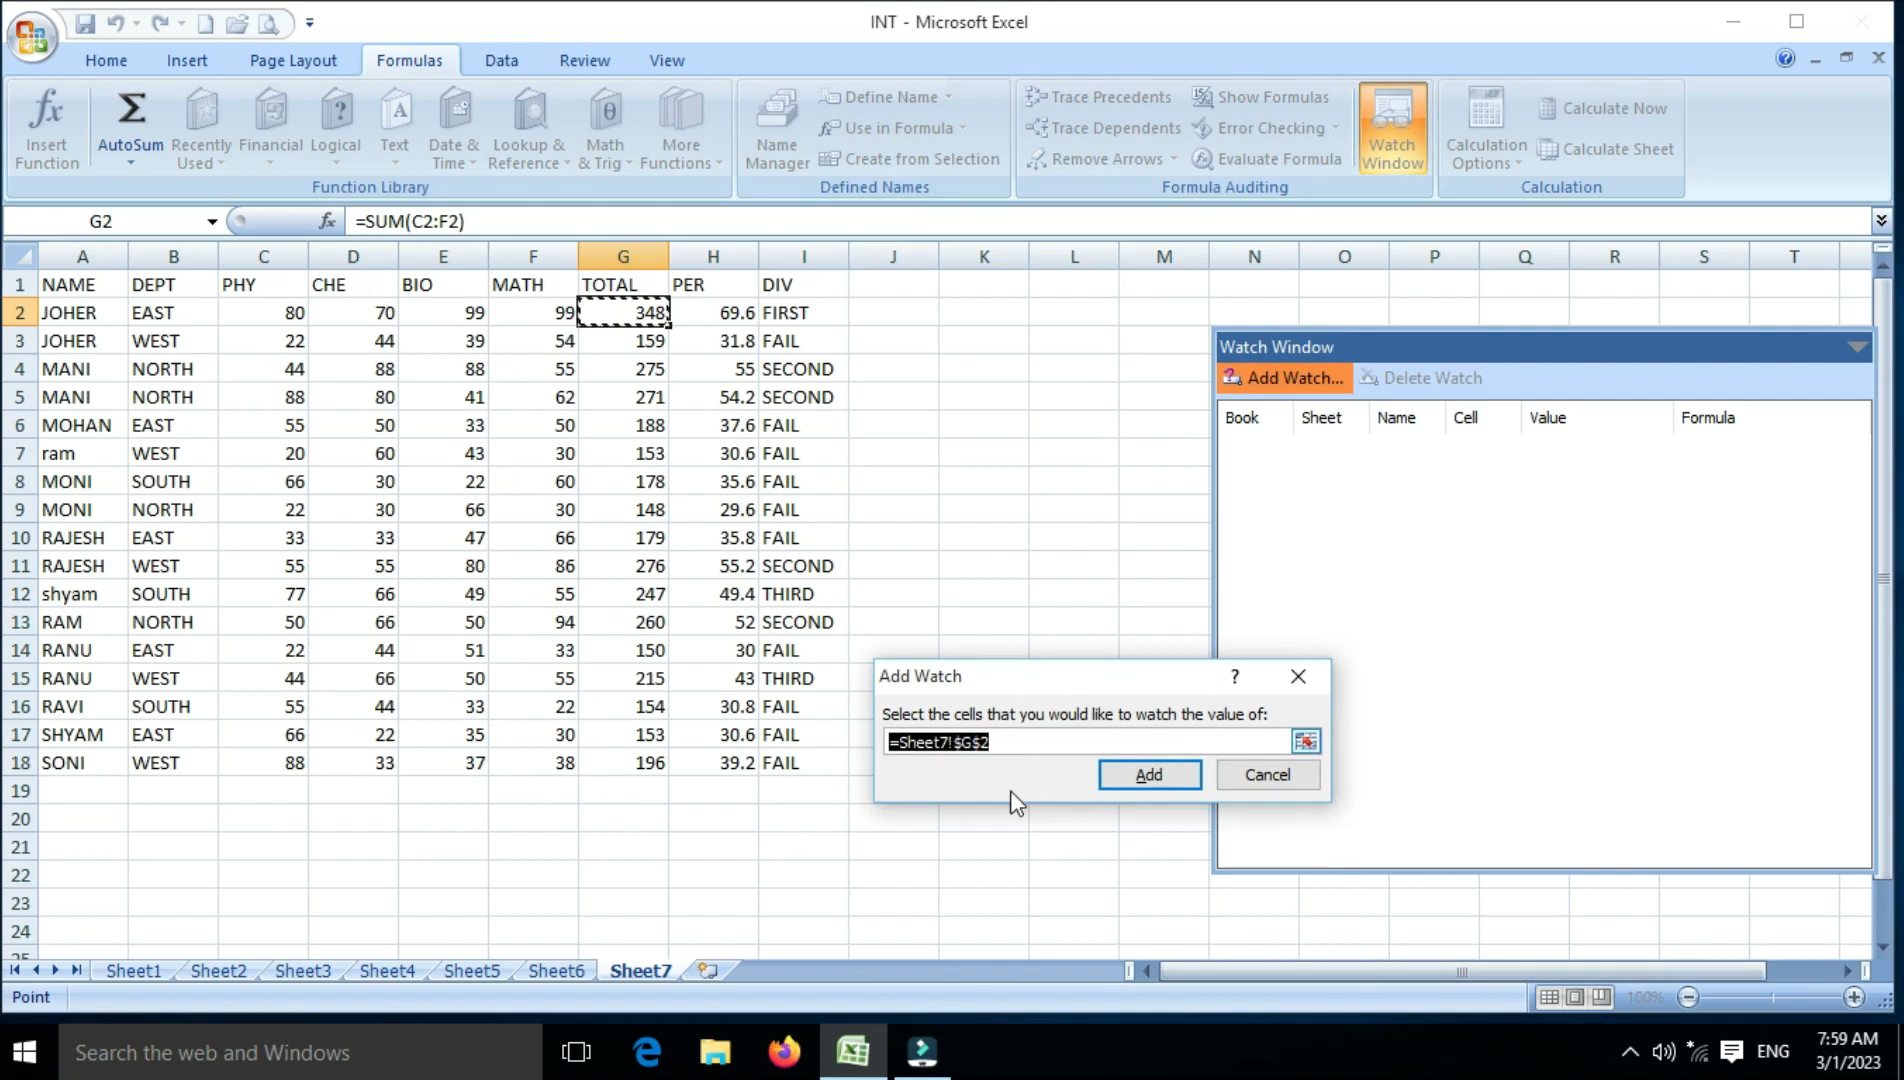 INT - Microsoft Excel
Home Insert Page Layout Formulas Data Review View
Insert Function
AutoSum
Recently Used
Financial
Logical
Text
Date & Time
Lookup & Reference
Math & Trig
More Functions
Function Library
Name Manager
Define Name
Use in Formula
Create from Selection
Defined Names
Trace Precedents
Trace Dependents
Remove Arrows
Show Formulas
Error Checking
Evaluate Formula
Watch Window
Formula Auditing
Calculation Options
Calculate Now
Calculate Sheet
Calculation
G2 fx =SUM(C2:F2)
A B C D E F G H I J K L M N O P Q R S T
1 NAME DEPT PHY CHE BIO MATH TOTAL PER DIV
2 JOHER EAST 80 70 99 99 348 69.6 FIRST
3 JOHER WEST 22 44 39 54 159 31.8 FAIL
4 MANI NORTH 44 88 88 55 275 55 SECOND
5 MANI NORTH 88 80 41 62 271 54.2 SECOND
6 MOHAN EAST 55 50 33 50 188 37.6 FAIL
7 ram WEST 20 60 43 30 153 30.6 FAIL
8 MONI SOUTH 66 30 22 60 178 35.6 FAIL
9 MONI NORTH 22 30 66 30 148 29.6 FAIL
10 RAJESH EAST 33 33 47 66 179 35.8 FAIL
11 RAJESH WEST 55 55 80 86 276 55.2 SECOND
12 shyam SOUTH 77 66 49 55 247 49.4 THIRD
13 RAM NORTH 50 66 50 94 260 52 SECOND
14 RANU EAST 22 44 51 33 150 30 FAIL
15 RANU WEST 44 66 50 55 215 43 THIRD
16 RAVI SOUTH 55 44 33 22 154 30.8 FAIL
17 SHYAM EAST 66 22 35 30 153 30.6 FAIL
18 SONI WEST 88 33 37 38 196 39.2 FAIL
19
20
21
22
23
24
25
Watch Window
Add Watch... Delete Watch
Book Sheet Name Cell Value Formula
Add Watch ?
Select the cells that you would like to watch the value of:
=Sheet7!$G$2
Add Cancel
Sheet1 Sheet2 Sheet3 Sheet4 Sheet5 Sheet6 Sheet7
Point 100%
Search the web and Windows
ENG
7:59 AM
3/1/2023